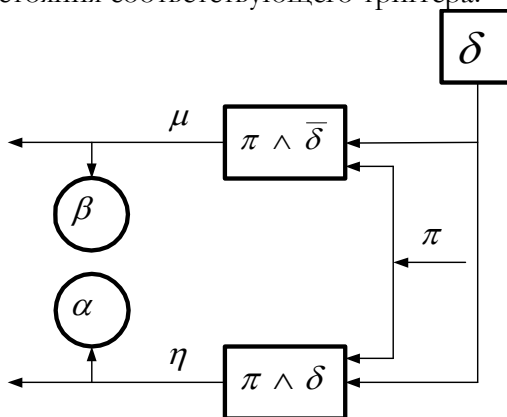 стояния соответствующего триггера.
δ
μ
π ∧ δ̅
β
π
α
η
π ∧ δ